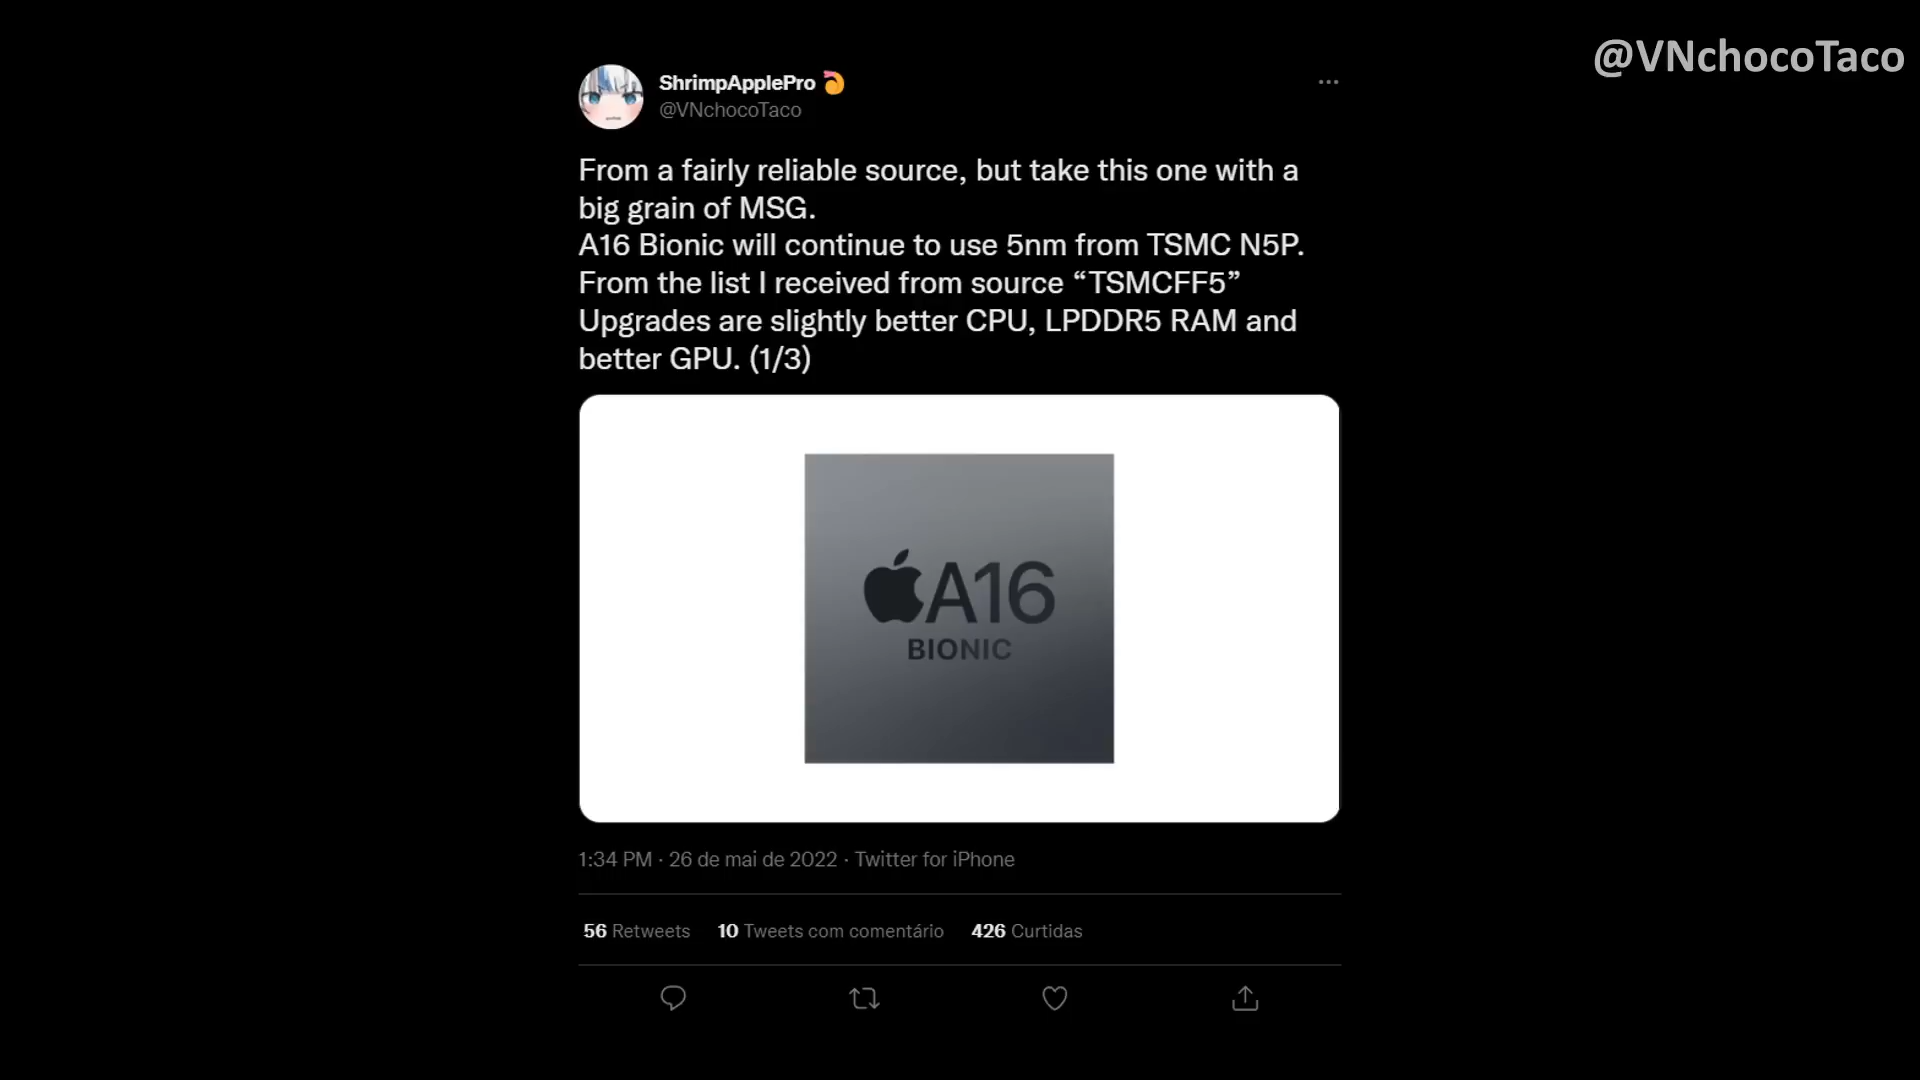 @VNchocoTaco
ShrimpApplePro 🍤
@VNchocoTaco
From a fairly reliable source, but take this one with a
big grain of MSG.
A16 Bionic will continue to use 5nm from TSMC N5P.
From the list I received from source “TSMCFF5”
Upgrades are slightly better CPU, LPDDR5 RAM and
better GPU. (1/3)
A16
BIONIC
1:34 PM · 26 de mai de 2022 · Twitter for iPhone
56 Retweets 10 Tweets com comentário 426 Curtidas